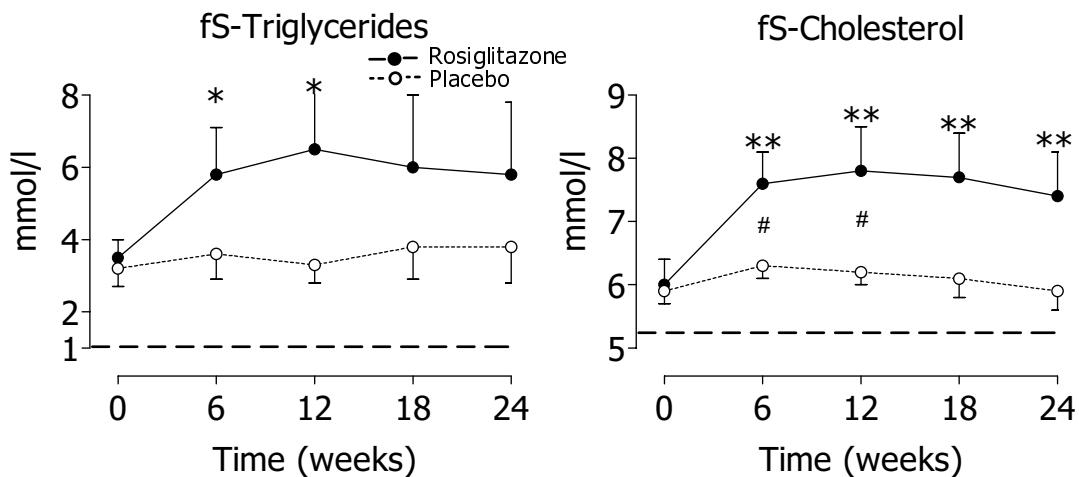 fS-Triglycerides
Rosiglitazone
Placebo
* *
8
6
4
2
1
mmol/l
0 6 12 18 24
Time (weeks)
fS-Cholesterol
** ** ** **
# #
9
8
7
6
5
mmol/l
0 6 12 18 24
Time (weeks)